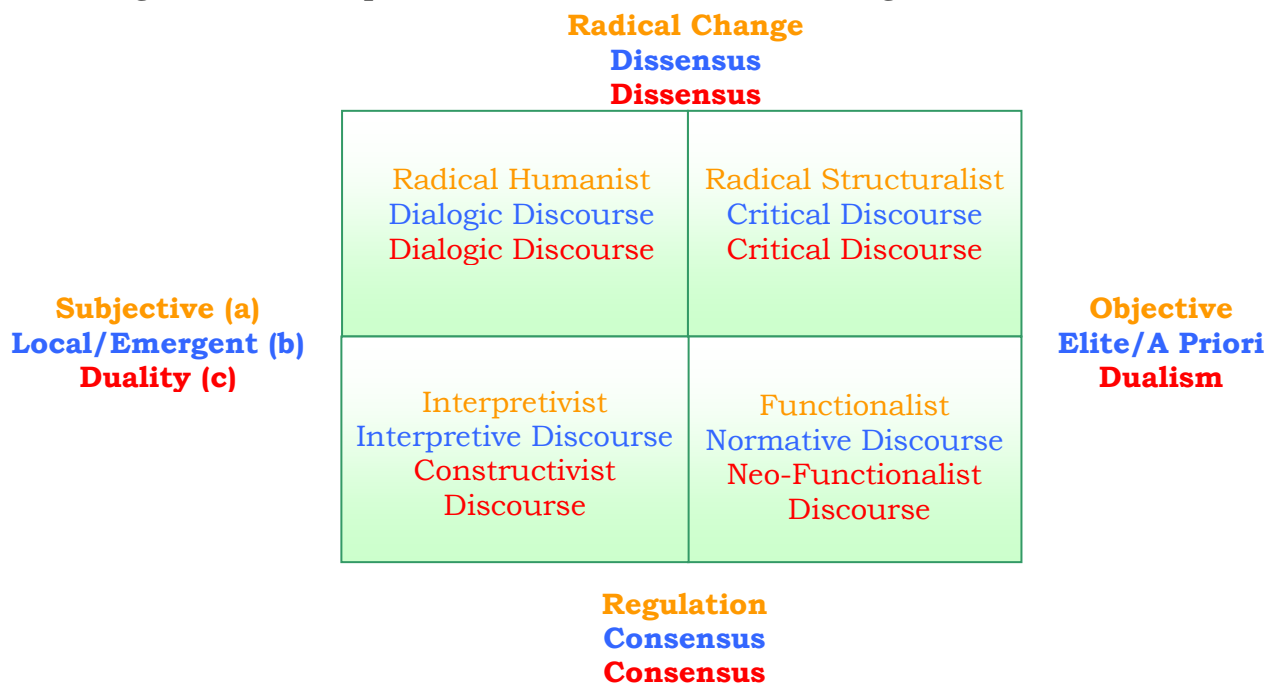 Radical Change
Dissensus
Dissensus
Radical Humanist
Dialogic Discourse
Dialogic Discourse
Radical Structuralist
Critical Discourse
Critical Discourse
Subjective (a)
Local/Emergent (b)
Duality (c)
Objective
Elite/A Priori
Dualism
Interpretivist
Interpretive Discourse
Constructivist
Discourse
Functionalist
Normative Discourse
Neo-Functionalist
Discourse
Regulation
Consensus
Consensus